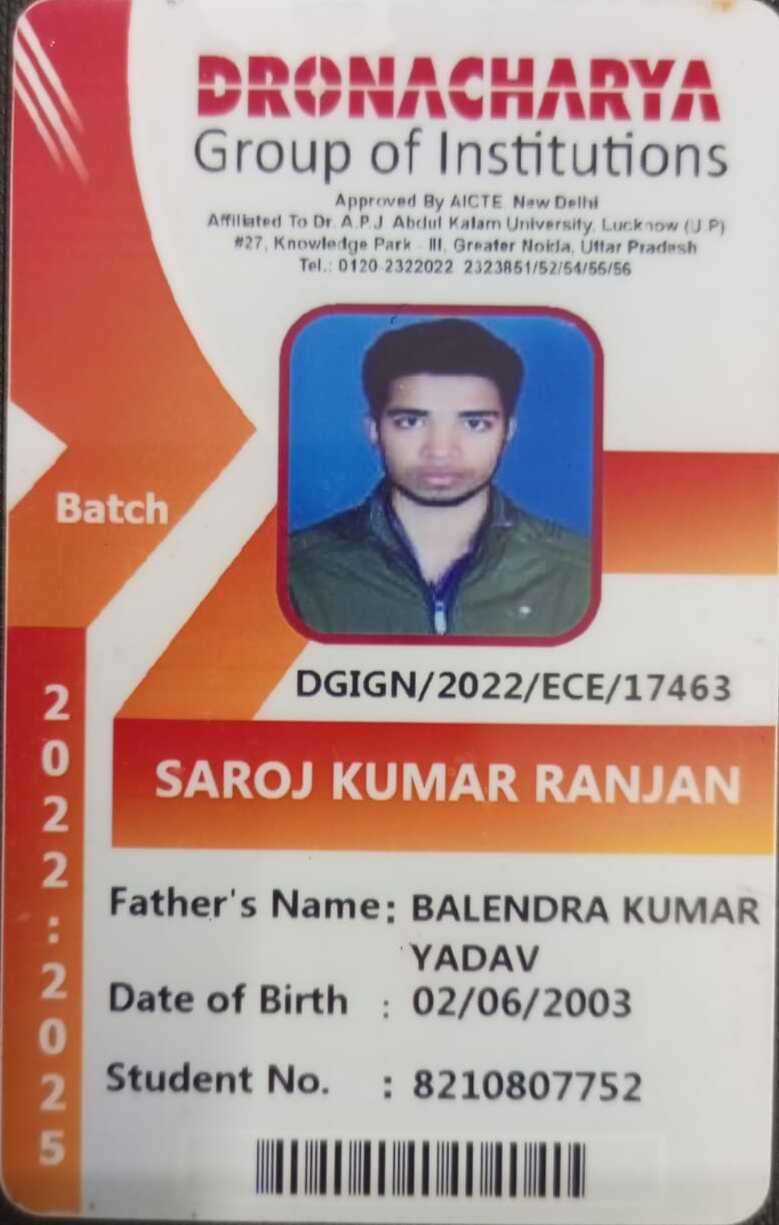 DRONACHARYA
Group of Institutions
Approved By AICTE New Delhi
Affiliated To Dr. A.P.J Abdul Kalam University, Lucknow (U.P)
#27, Knowledge Park - III, Greater Noida, Uttar Pradesh
Tel.: 0120-2322022 2323851/52/54/55/56
Batch
2022:2025
DGIGN/2022/ECE/17463
SAROJ KUMAR RANJAN
Father's Name: BALENDRA KUMAR
YADAV
Date of Birth : 02/06/2003
Student No. : 8210807752